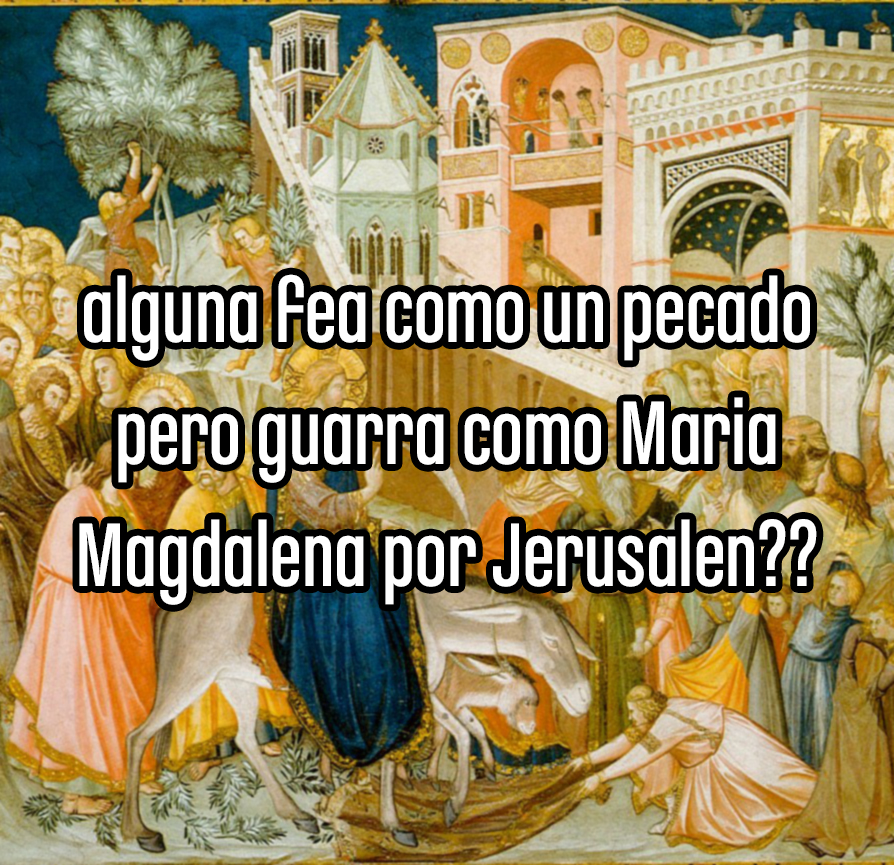 alguna fea como un pecado
pero guarra como Maria
Magdalena por Jerusalen??